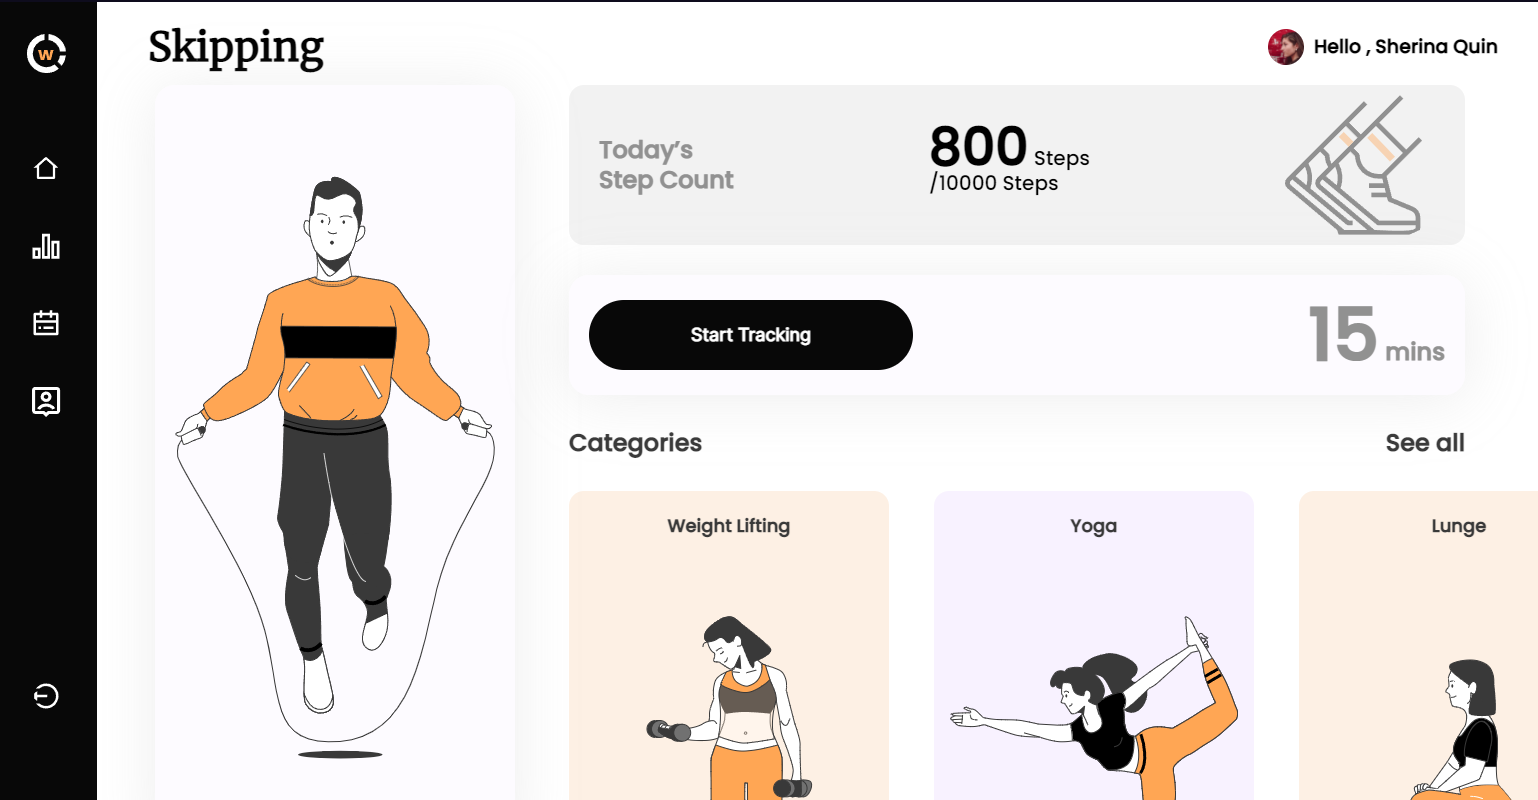 W
Skipping
Hello , Sherina Quin
Today’s
Step Count
800 Steps
/10000 Steps
Start Tracking
15 mins
Categories
See all
Weight Lifting
Yoga
Lunge